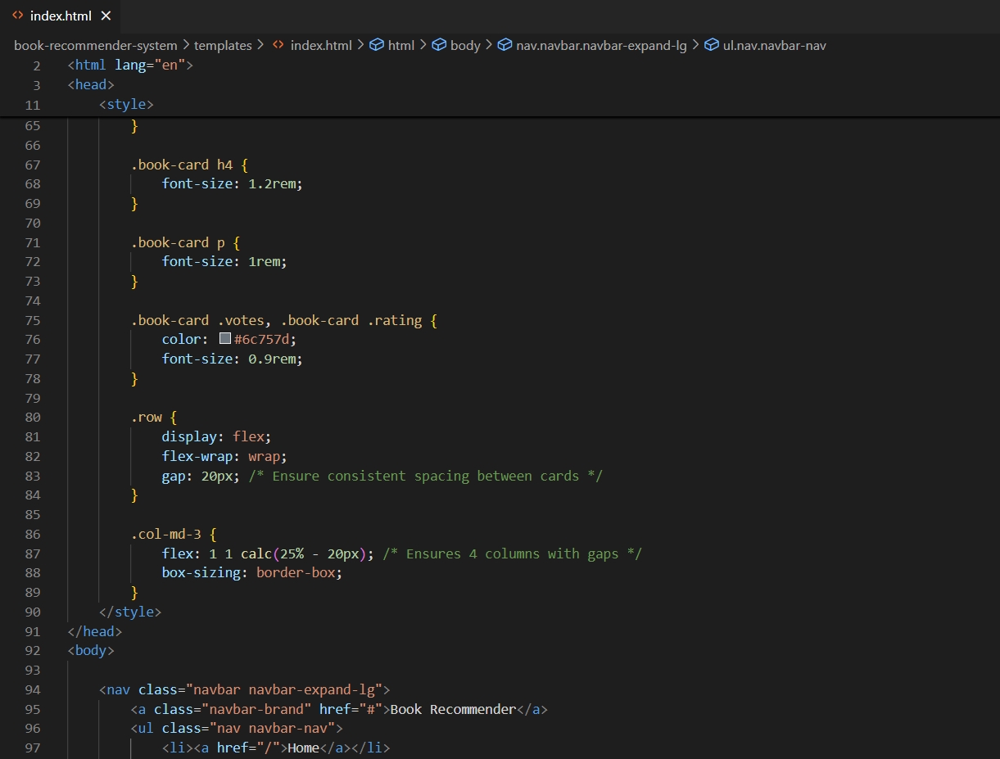 index.html
book-recommender-system > templates > index.html > html > body > nav.navbar.navbar-expand-lg > ul.nav.navbar-nav
2 <html lang="en">
3 <head>
11 <style>
65 }
66
67 .book-card h4 {
68 font-size: 1.2rem;
69 }
70
71 .book-card p {
72 font-size: 1rem;
73 }
74
75 .book-card .votes, .book-card .rating {
76 color: #6c757d;
77 font-size: 0.9rem;
78 }
79
80 .row {
81 display: flex;
82 flex-wrap: wrap;
83 gap: 20px; /* Ensure consistent spacing between cards */
84 }
85
86 .col-md-3 {
87 flex: 1 1 calc(25% - 20px); /* Ensures 4 columns with gaps */
88 box-sizing: border-box;
89 }
90 </style>
91 </head>
92 <body>
93
94 <nav class="navbar navbar-expand-lg">
95 <a class="navbar-brand" href="#">Book Recommender</a>
96 <ul class="nav navbar-nav">
97 <li><a href="/">Home</a></li>